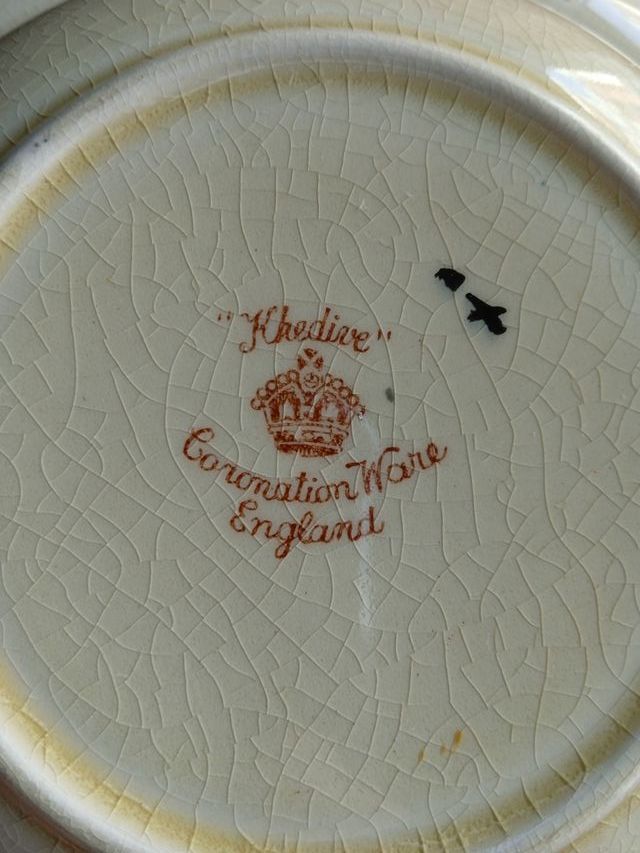 "Khedive"
Coronation Ware
England